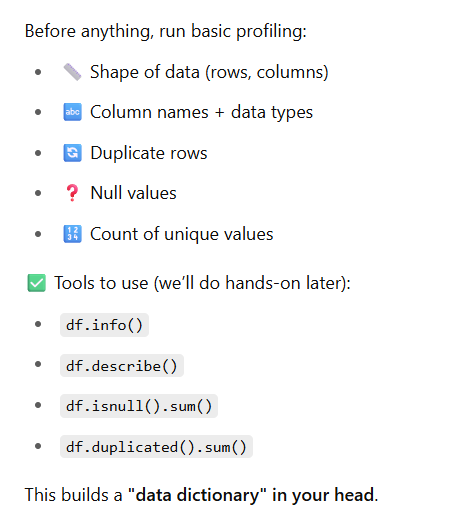 Before anything, run basic profiling:
• 📏 Shape of data (rows, columns)
• 🔤 Column names + data types
• 🔄 Duplicate rows
• ❓ Null values
• 🔢 Count of unique values
✅ Tools to use (we'll do hands-on later):
• df.info()
• df.describe()
• df.isnull().sum()
• df.duplicated().sum()
This builds a "data dictionary" in your head.